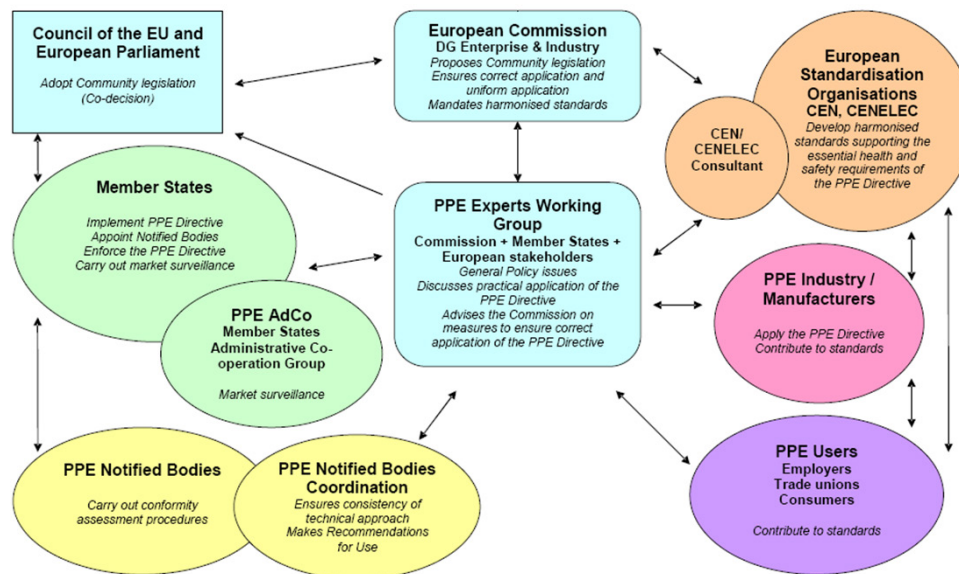 Council of the EU and
European Parliament
Adopt Community legislation
(Co-decision)
European Commission
DG Enterprise & Industry
Proposes Community legislation
Ensures correct application and
uniform application
Mandates harmonised standards
European
Standardisation
Organisations
CEN, CENELEC
Develop harmonised
standards supporting the
essential health and
safety requirements of
the PPE Directive
CEN/
CENELEC
Consultant
Member States
Implement PPE Directive
Appoint Notified Bodies
Enforce the PPE Directive
Carry out market surveillance
PPE Experts Working
Group
Commission + Member States +
European stakeholders
General Policy issues
Discusses practical application of the
PPE Directive
Advises the Commission on
measures to ensure correct
application of the PPE Directive
PPE AdCo
Member States
Administrative Co-
operation Group
Market surveillance
PPE Industry /
Manufacturers
Apply the PPE Directive
Contribute to standards
PPE Notified Bodies
Carry out conformity
assessment procedures
PPE Notified Bodies
Coordination
Ensures consistency of
technical approach
Makes Recommendations
for Use
PPE Users
Employers
Trade unions
Consumers
Contribute to standards